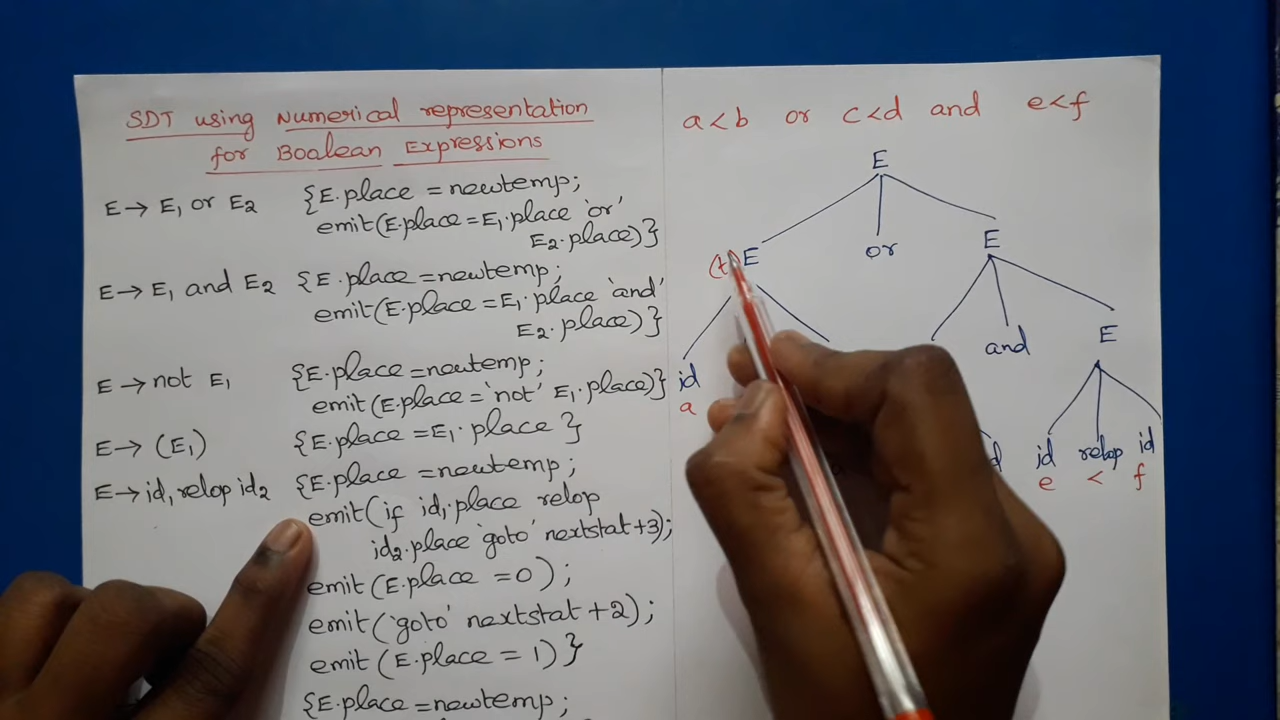 SDT using Numerical representation
for Boolean Expressions
E → E₁ or E₂ {E.place = newtemp;
emit(E.place = E₁.place 'or'
E₂.place)}
E → E₁ and E₂ {E.place = newtemp;
emit(E.place = E₁.place 'and'
E₂.place)}
E → not E₁ {E.place = newtemp;
emit(E.place = 'not' E₁.place)}
E → (E₁) {E.place = E₁.place }
E → id₁ relop id₂ {E.place = newtemp;
emit(if id₁.place relop
id₂.place 'goto' nextstat+3);
emit(E.place = 0);
emit('goto' nextstat + 2);
emit(E.place = 1)}
{E.place = newtemp;
a < b or c < d and e < f
E
E or E
and E
id
a
id relop id
e < f